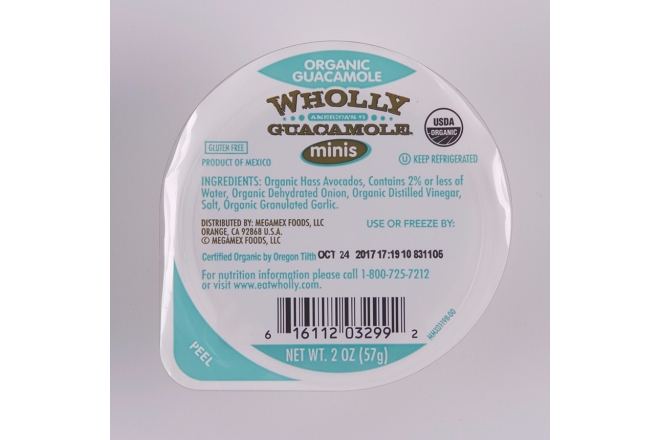 ORGANIC
GUACAMOLE
WHOLLY
AMERICA'S #1
GUACAMOLE
minis
USDA
ORGANIC
GLUTEN FREE
PRODUCT OF MEXICO
U KEEP REFRIGERATED
INGREDIENTS: Organic Hass Avocados, Contains 2% or less of
Water, Organic Dehydrated Onion, Organic Distilled Vinegar,
Salt, Organic Granulated Garlic.
DISTRIBUTED BY: MEGAMEX FOODS, LLC
ORANGE, CA 92868 U.S.A.
© MEGAMEX FOODS, LLC
USE OR FREEZE BY:
Certified Organic by Oregon Tilth OCT 24 2017 17:19 10 831106
For nutrition information please call 1-800-725-7212
or visit www.eatwholly.com.
6 16112 03299 2
PEEL
NET WT. 2 OZ (57g)